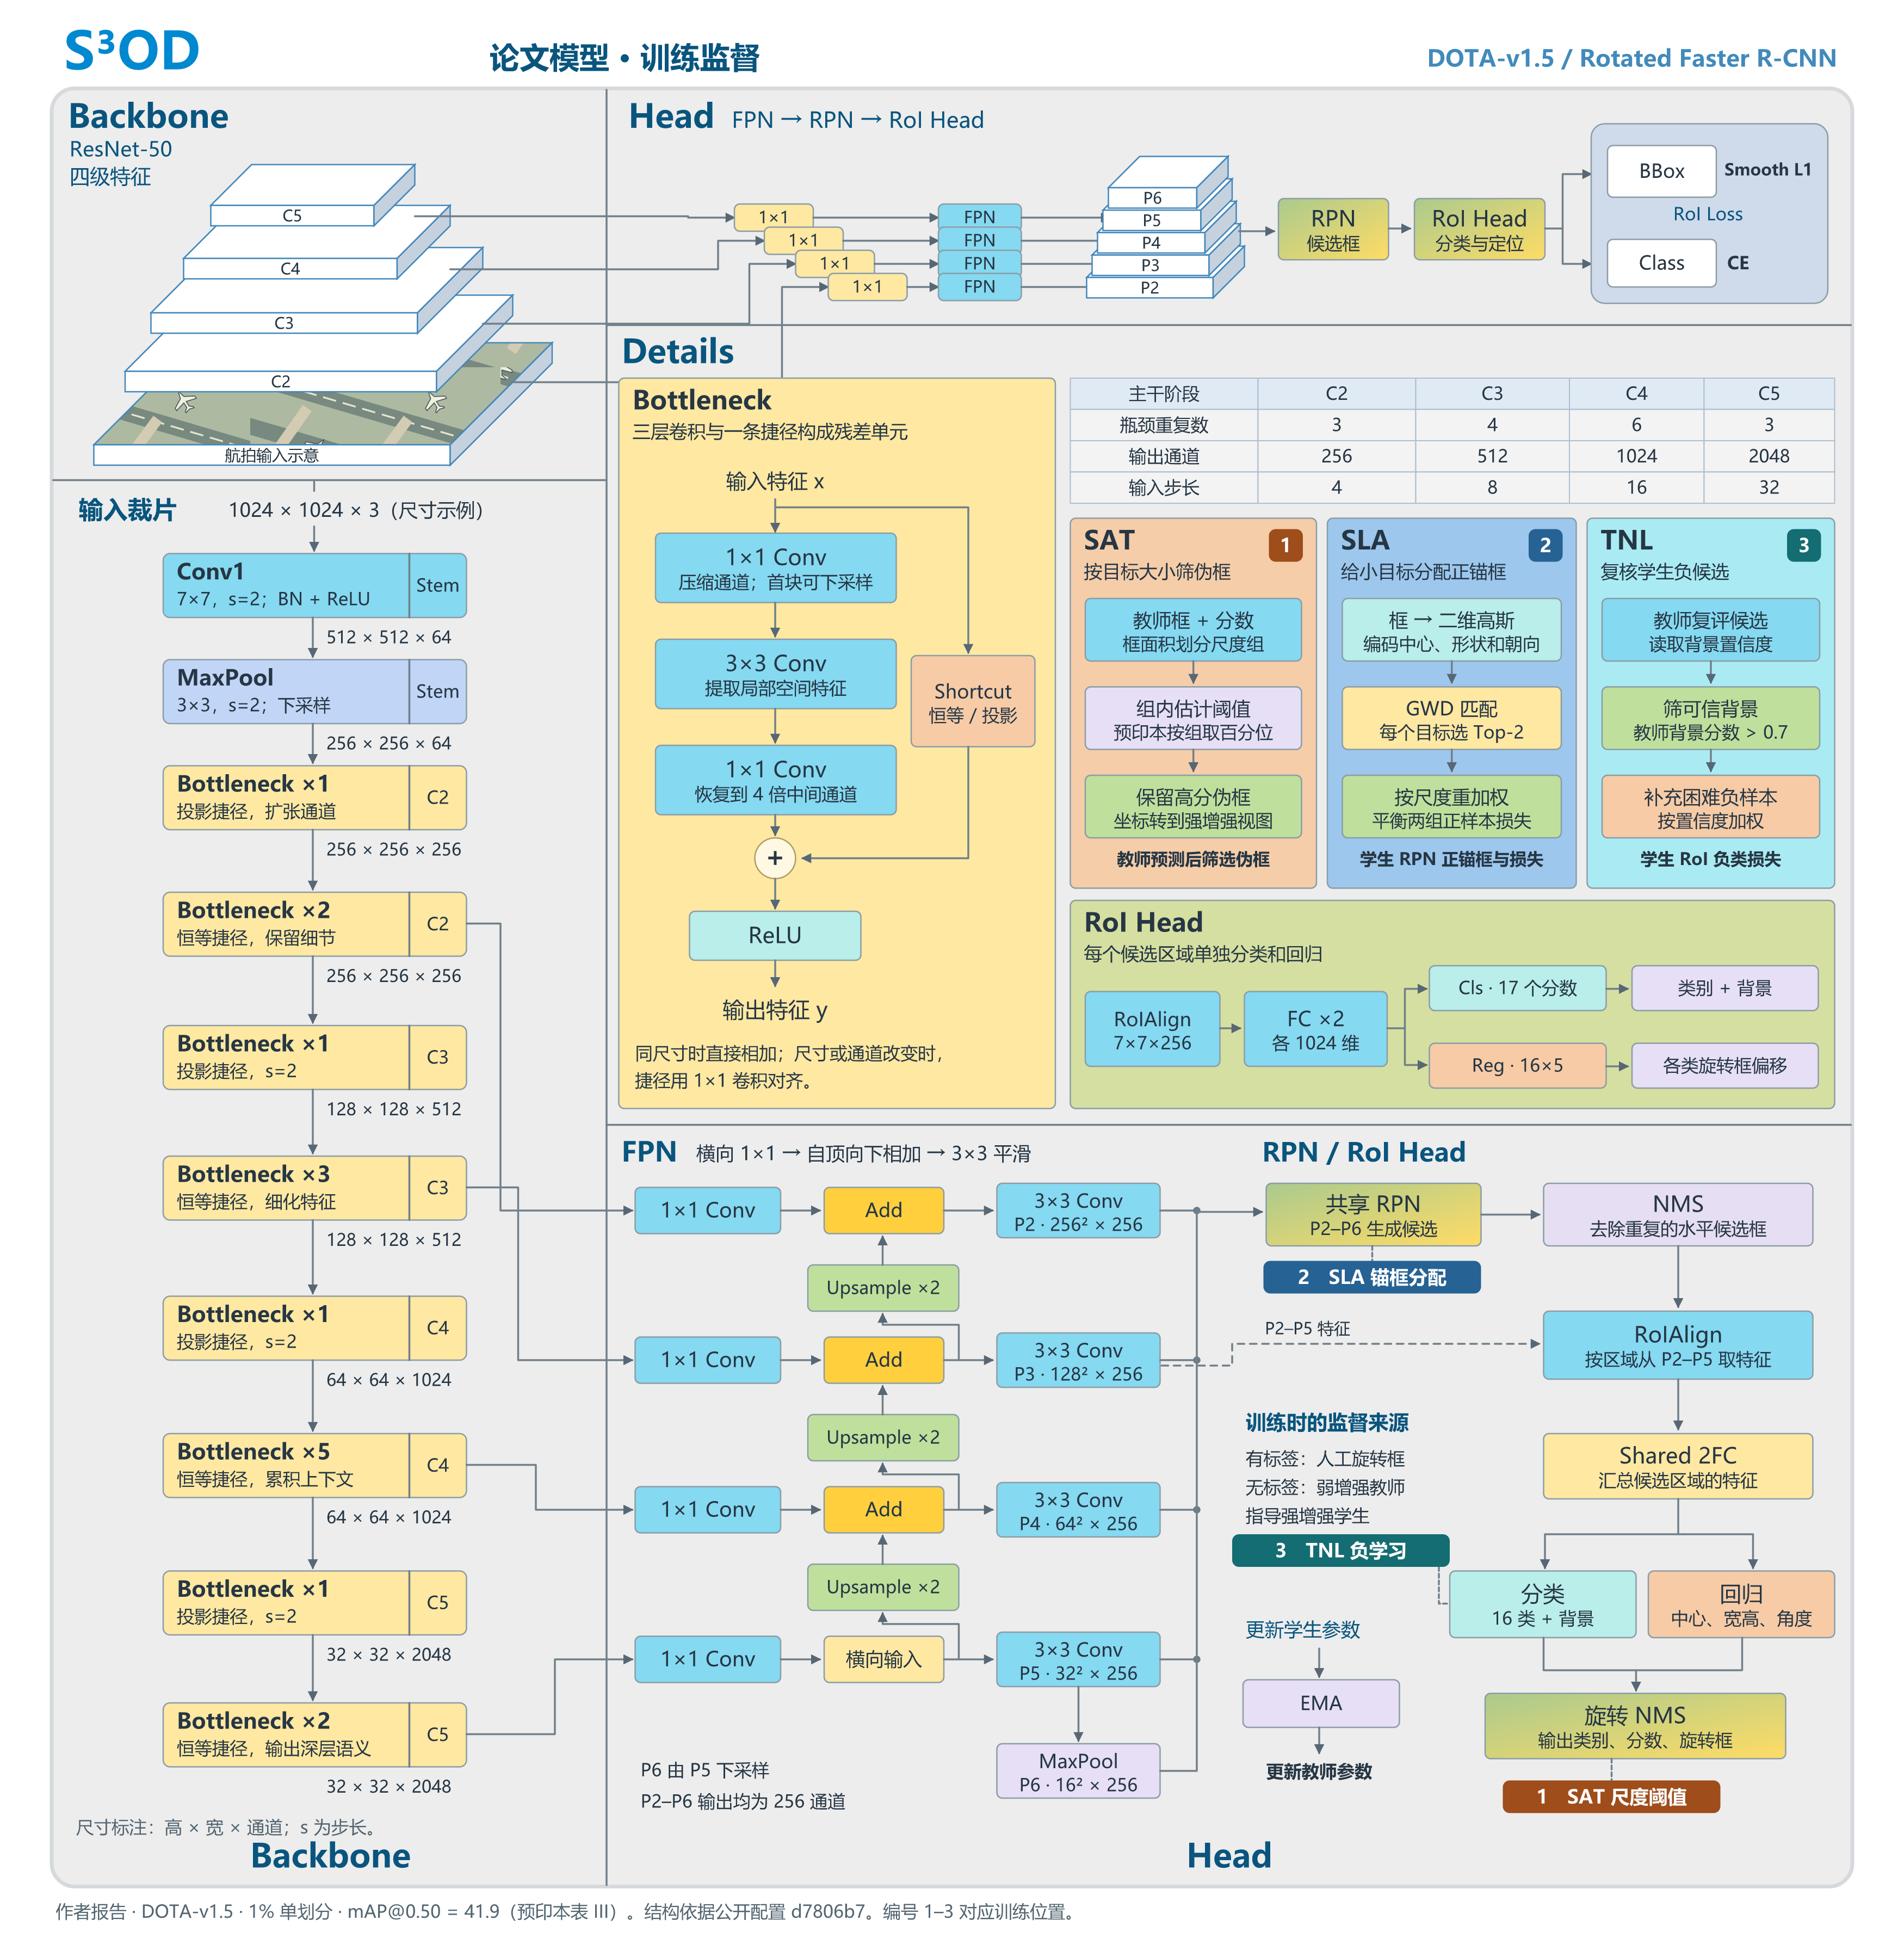 S³OD
论文模型 · 训练监督
DOTA-v1.5 / Rotated Faster R-CNN
Backbone
ResNet-50
四级特征
C5
C4
C3
C2
航拍输入示意
Head FPN → RPN → RoI Head
1×1
1×1
1×1
1×1
FPN
FPN
FPN
FPN
P6
P5
P4
P3
P2
RPN
候选框
RoI Head
分类与定位
BBox Smooth L1
RoI Loss
Class CE
输入裁片
1024 × 1024 × 3（尺寸示例）
Conv1
7×7，s=2；BN + ReLU
Stem
512 × 512 × 64
MaxPool
3×3，s=2；下采样
Stem
256 × 256 × 64
Bottleneck ×1
投影捷径，扩张通道
C2
256 × 256 × 256
Bottleneck ×2
恒等捷径，保留细节
C2
256 × 256 × 256
Bottleneck ×1
投影捷径，s=2
C3
128 × 128 × 512
Bottleneck ×3
恒等捷径，细化特征
C3
128 × 128 × 512
Bottleneck ×1
投影捷径，s=2
C4
64 × 64 × 1024
Bottleneck ×5
恒等捷径，累积上下文
C4
64 × 64 × 1024
Bottleneck ×1
投影捷径，s=2
C5
32 × 32 × 2048
Bottleneck ×2
恒等捷径，输出深层语义
C5
32 × 32 × 2048
尺寸标注：高 × 宽 × 通道；s 为步长。
Backbone
Details
Bottleneck
三层卷积与一条捷径构成残差单元
输入特征 x
1×1 Conv
压缩通道；首块可下采样
3×3 Conv
提取局部空间特征
Shortcut
恒等 / 投影
1×1 Conv
恢复到 4 倍中间通道
+
ReLU
输出特征 y
同尺寸时直接相加；尺寸或通道改变时，
捷径用 1×1 卷积对齐。
主干阶段 C2 C3 C4 C5
瓶颈重复数 3 4 6 3
输出通道 256 512 1024 2048
输入步长 4 8 16 32
SAT 1
按目标大小筛伪框
教师框 + 分数
框面积划分尺度组
组内估计阈值
预印本按组取百分位
保留高分伪框
坐标转到强增强视图
教师预测后筛选伪框
SLA 2
给小目标分配正锚框
框 → 二维高斯
编码中心、形状和朝向
GWD 匹配
每个目标选 Top-2
按尺度重加权
平衡两组正样本损失
学生 RPN 正锚框与损失
TNL 3
复核学生负候选
教师复评候选
读取背景置信度
筛可信背景
教师背景分数 > 0.7
补充困难负样本
按置信度加权
学生 RoI 负类损失
RoI Head
每个候选区域单独分类和回归
RoIAlign
7×7×256
FC ×2
各 1024 维
Cls · 17 个分数
类别 + 背景
Reg · 16×5
各类旋转框偏移
FPN 横向 1×1 → 自顶向下相加 → 3×3 平滑
1×1 Conv
Add
3×3 Conv
P2 · 256² × 256
Upsample ×2
1×1 Conv
Add
3×3 Conv
P3 · 128² × 256
Upsample ×2
1×1 Conv
Add
3×3 Conv
P4 · 64² × 256
Upsample ×2
1×1 Conv
横向输入
3×3 Conv
P5 · 32² × 256
MaxPool
P6 · 16² × 256
P6 由 P5 下采样
P2–P6 输出均为 256 通道
RPN / RoI Head
共享 RPN
P2–P6 生成候选
2 SLA 锚框分配
NMS
去除重复的水平候选框
P2–P5 特征
RoIAlign
按区域从 P2–P5 取特征
训练时的监督来源
有标签：人工旋转框
无标签：弱增强教师
指导强增强学生
3 TNL 负学习
Shared 2FC
汇总候选区域的特征
分类
16 类 + 背景
回归
中心、宽高、角度
更新学生参数
EMA
更新教师参数
旋转 NMS
输出类别、分数、旋转框
1 SAT 尺度阈值
Head
作者报告 · DOTA-v1.5 · 1% 单划分 · mAP@0.50 = 41.9（预印本表 III）。结构依据公开配置 d7806b7。编号 1–3 对应训练位置。